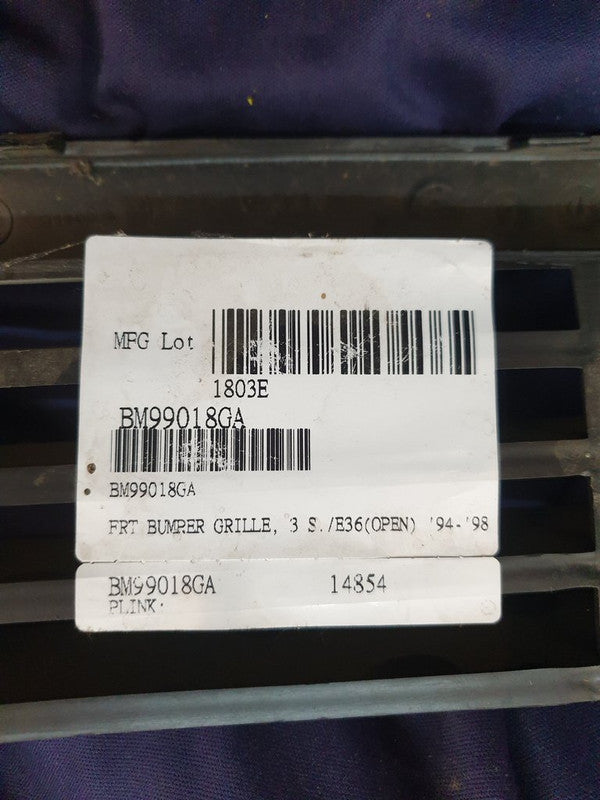 MFG Lot
1803E
BM99018GA
BM99018GA
FRT BUMPER GRILLE, 3 S./E36(OPEN) '94-'98
BM99018GA 14854
PLINK: